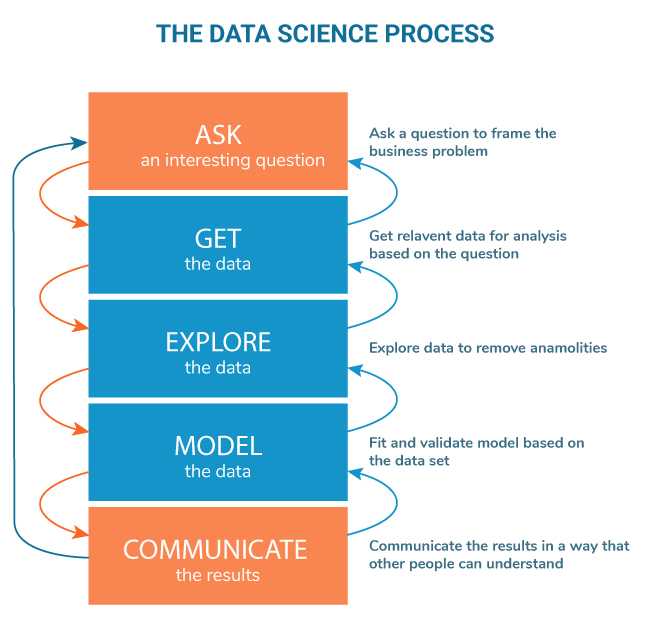 THE DATA SCIENCE PROCESS
ASK
an interesting question
Ask a question to frame the
business problem
GET
the data
Get relavent data for analysis
based on the question
EXPLORE
the data
Explore data to remove anamolities
MODEL
the data
Fit and validate model based on
the data set
COMMUNICATE
the results
Communicate the results in a way that
other people can understand